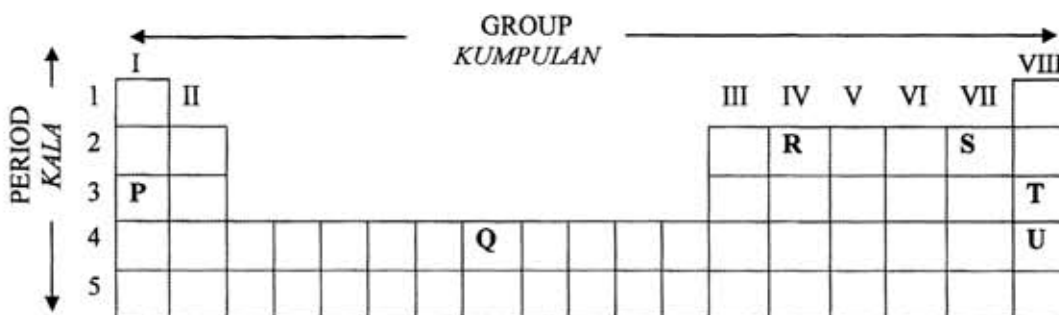 GROUP
KUMPULAN
I VIII
1 II III IV V VI VII
2 R S
3 P T
4 Q U
5
PERIOD
KALA